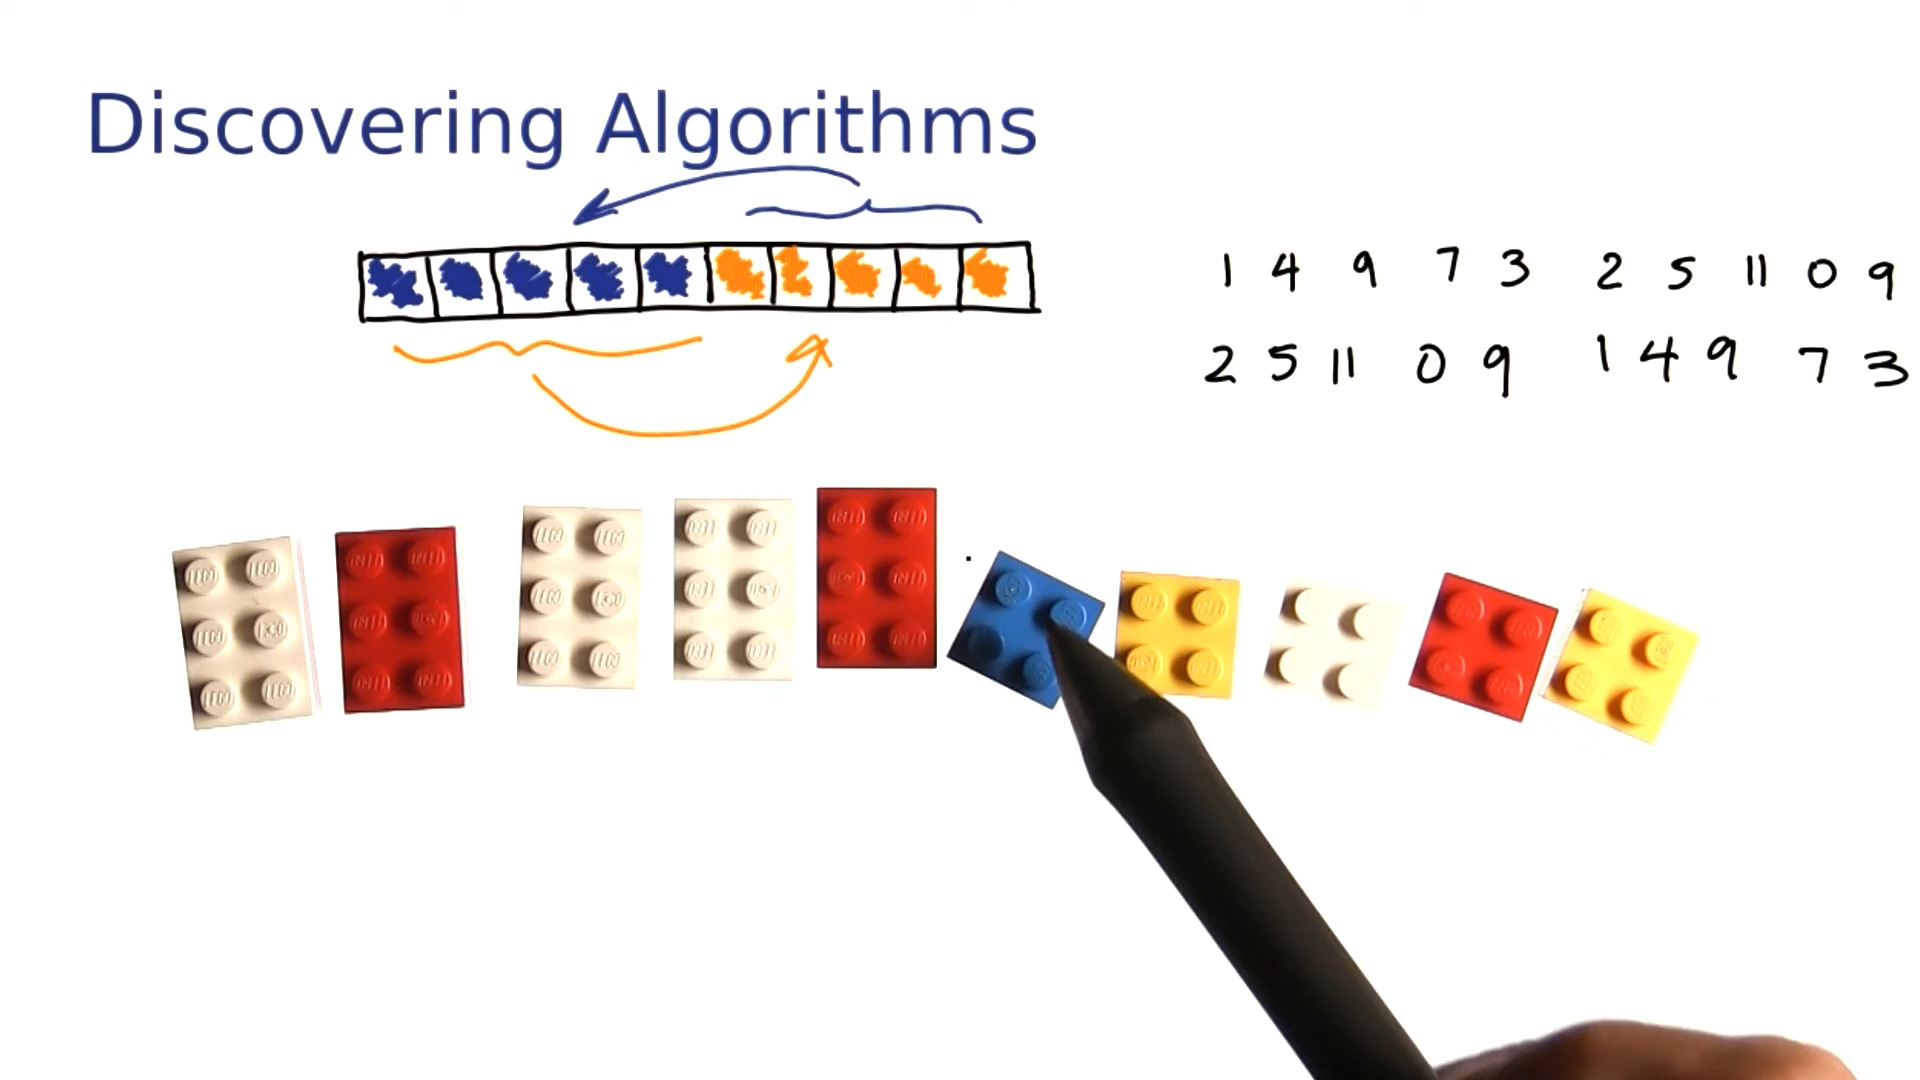 Discovering Algorithms
1 4 9 7 3 2 5 11 0 9
2 5 11 0 9 1 4 9 7 3